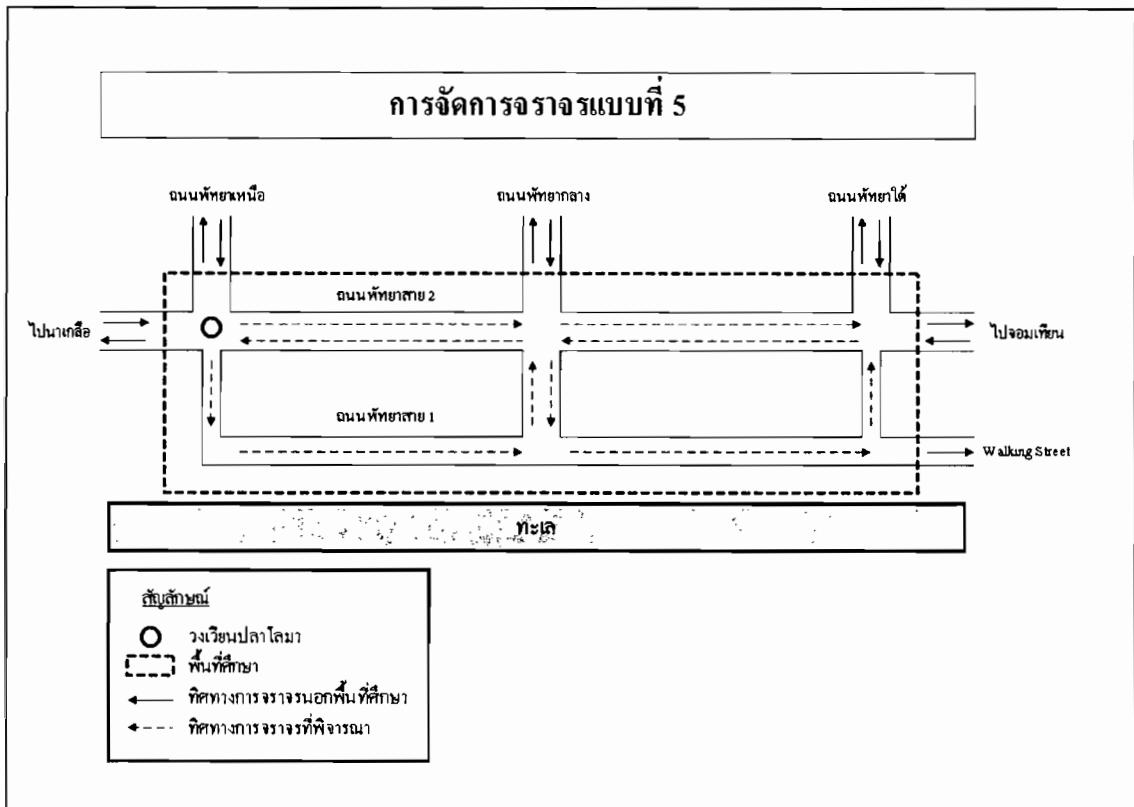 การจัดการจราจรแบบที่ 5
ถนนพัทยาเหนือ
ถนนพัทยากลาง
ถนนพัทยาใต้
ถนนพัทยาสาย 2
ไปนาเกลือ
ไปจอมเทียน
ถนนพัทยาสาย 1
Walking Street
ทะเล
สัญลักษณ์
วงเวียนปลาโลมา
พื้นที่ศึกษา
ทิศทางการจราจรนอกพื้นที่ศึกษา
ทิศทางการจราจรที่พิจารณา